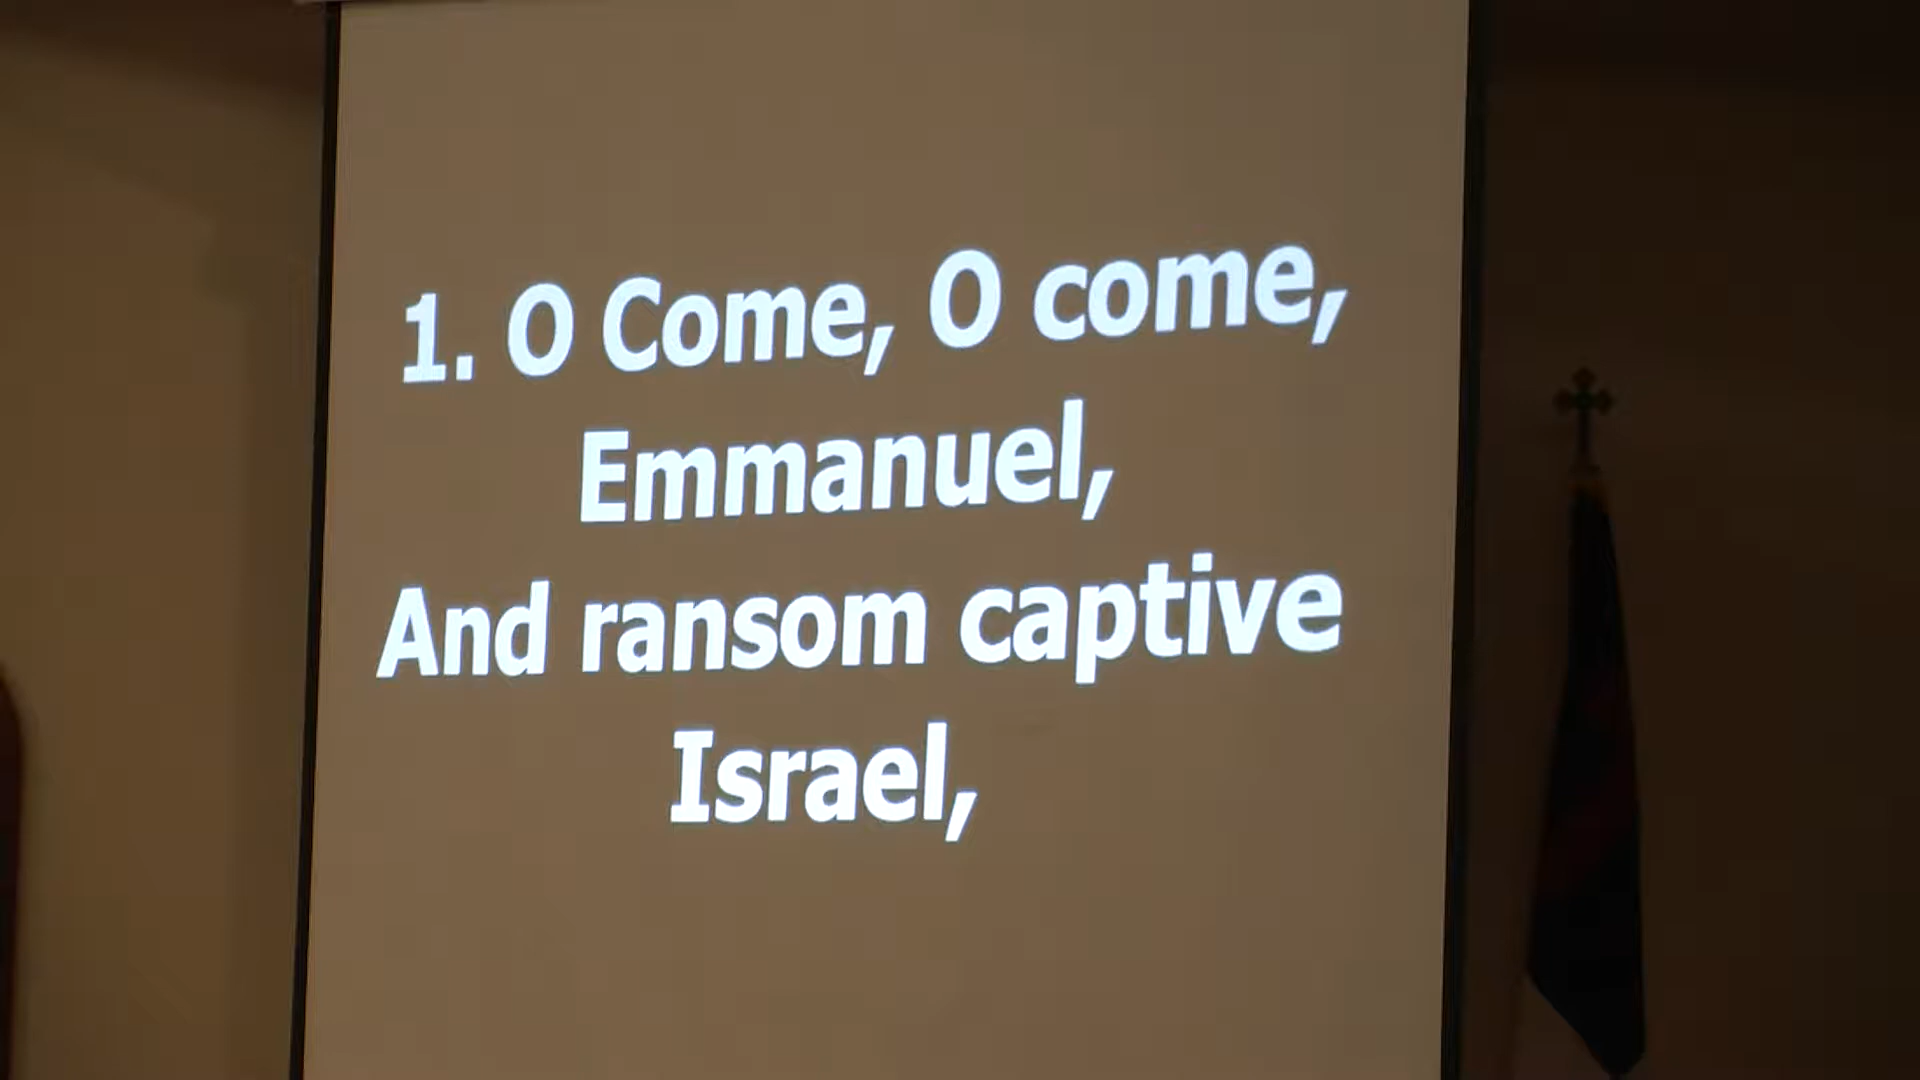 1. O Come, O come,
Emmanuel,
And ransom captive
Israel,